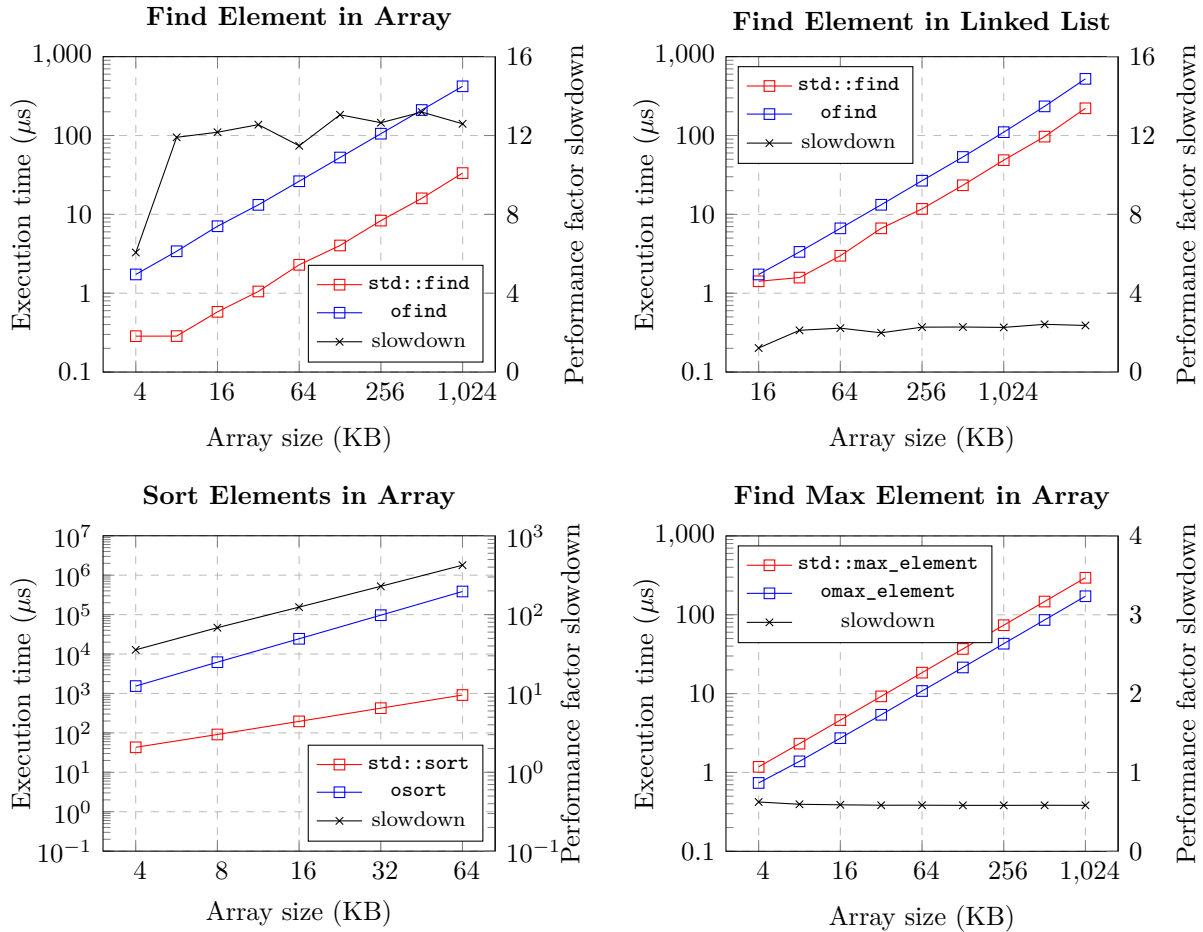 Find Element in Array
1,000
100
10
1
0.1
Execution time (μs)
16
12
8
4
0
Performance factor slowdown
std::find
ofind
slowdown
4
16
64
256
1,024
Array size (KB)
Find Element in Linked List
1,000
100
10
1
0.1
Execution time (μs)
16
12
8
4
0
Performance factor slowdown
std::find
ofind
slowdown
16
64
256
1,024
Array size (KB)
Sort Elements in Array
10^7
10^6
10^5
10^4
10^3
10^2
10^1
10^0
10^−1
Execution time (μs)
10^3
10^2
10^1
10^0
10^−1
Performance factor slowdown
std::sort
osort
slowdown
4
8
16
32
64
Array size (KB)
Find Max Element in Array
1,000
100
10
1
0.1
Execution time (μs)
4
3
2
1
0
Performance factor slowdown
std::max_element
omax_element
slowdown
4
16
64
256
1,024
Array size (KB)